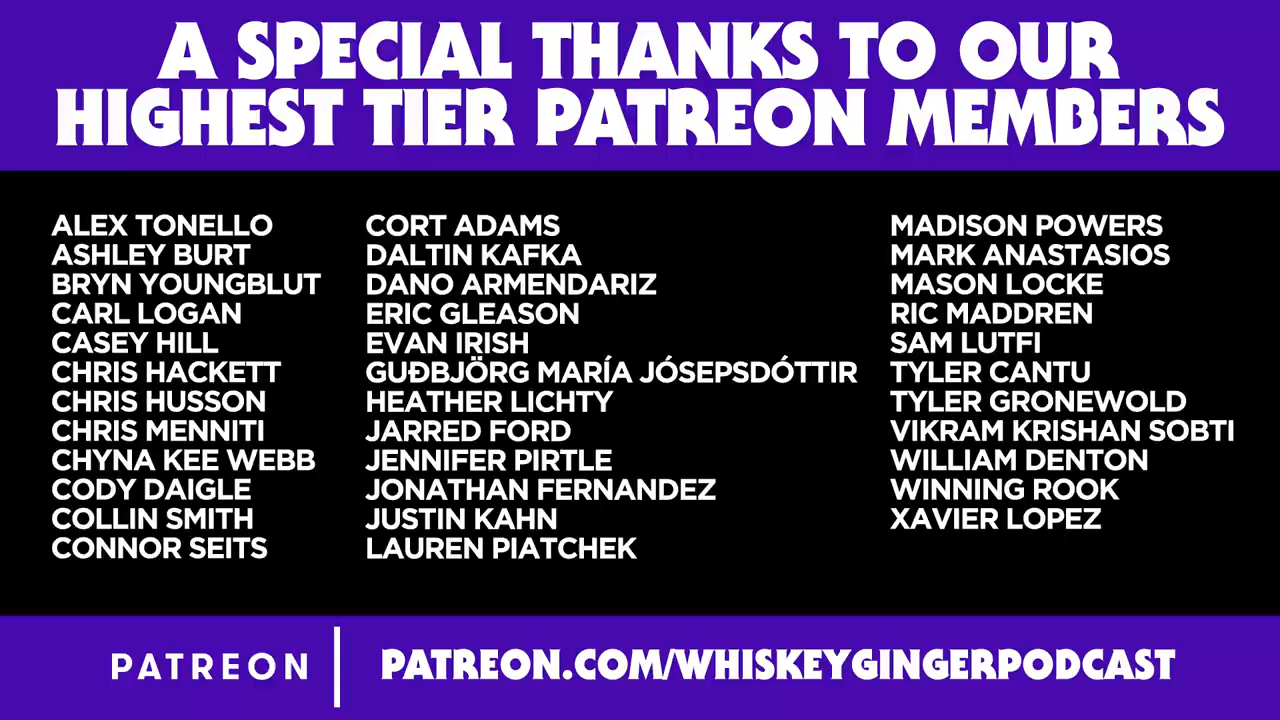 A SPECIAL THANKS TO OUR
HIGHEST TIER PATREON MEMBERS
ALEX TONELLO
ASHLEY BURT
BRYN YOUNGBLUT
CARL LOGAN
CASEY HILL
CHRIS HACKETT
CHRIS HUSSON
CHRIS MENNITI
CHYNA KEE WEBB
CODY DAIGLE
COLLIN SMITH
CONNOR SEITS
CORT ADAMS
DALTIN KAFKA
DANO ARMENDARIZ
ERIC GLEASON
EVAN IRISH
GUÐBJÖRG MARÍA JÓSEPSDÓTTIR
HEATHER LICHTY
JARRED FORD
JENNIFER PIRTLE
JONATHAN FERNANDEZ
JUSTIN KAHN
LAUREN PIATCHEK
MADISON POWERS
MARK ANASTASIOS
MASON LOCKE
RIC MADDREN
SAM LUTFI
TYLER CANTU
TYLER GRONEWOLD
VIKRAM KRISHAN SOBTI
WILLIAM DENTON
WINNING ROOK
XAVIER LOPEZ
PATREON
PATREON.COM/WHISKEYGINGERPODCAST